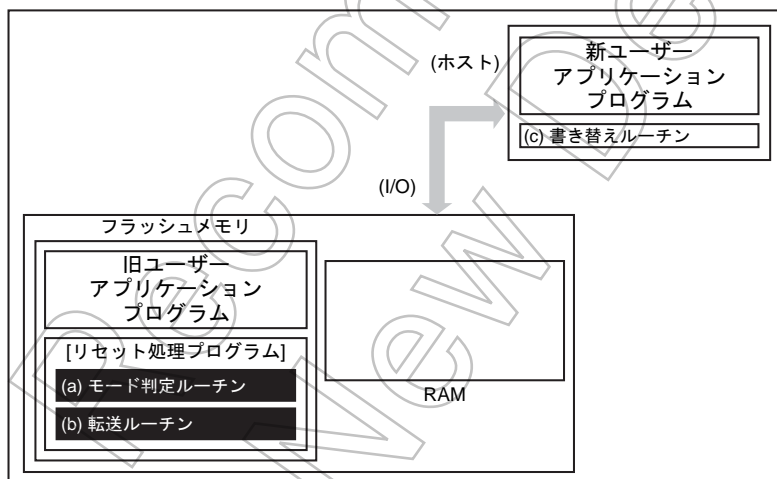 (ホスト)
新ユーザー
アプリケーション
プログラム
(c) 書き替えルーチン
(I/O)
フラッシュメモリ
旧ユーザー
アプリケーション
プログラム
[リセット処理プログラム]
(a) モード判定ルーチン
(b) 転送ルーチン
RAM
Recom
New De